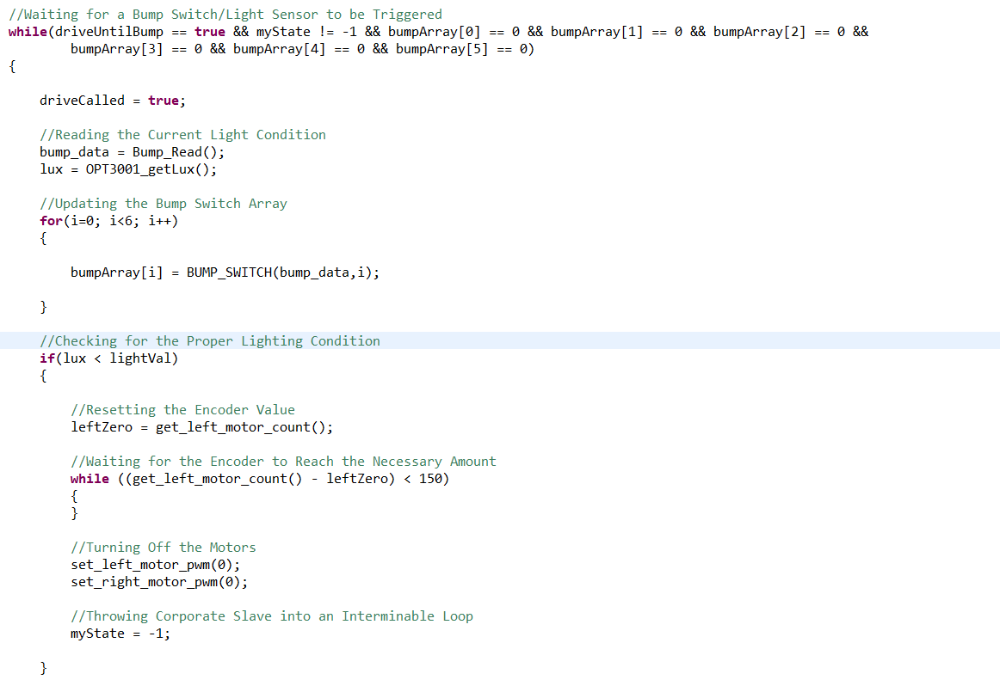 //Waiting for a Bump Switch/Light Sensor to be Triggered
while(driveUntilBump == true && myState != -1 && bumpArray[0] == 0 && bumpArray[1] == 0 && bumpArray[2] == 0 &&
        bumpArray[3] == 0 && bumpArray[4] == 0 && bumpArray[5] == 0)
{
    driveCalled = true;
    //Reading the Current Light Condition
    bump_data = Bump_Read();
    lux = OPT3001_getLux();
    //Updating the Bump Switch Array
    for(i=0; i<6; i++)
    {
        bumpArray[i] = BUMP_SWITCH(bump_data,i);
    }
    //Checking for the Proper Lighting Condition
    if(lux < lightVal)
    {
        //Resetting the Encoder Value
        leftZero = get_left_motor_count();
        //Waiting for the Encoder to Reach the Necessary Amount
        while ((get_left_motor_count() - leftZero) < 150)
        {
        }
        //Turning Off the Motors
        set_left_motor_pwm(0);
        set_right_motor_pwm(0);
        //Throwing Corporate Slave into an Interminable Loop
        myState = -1;
    }